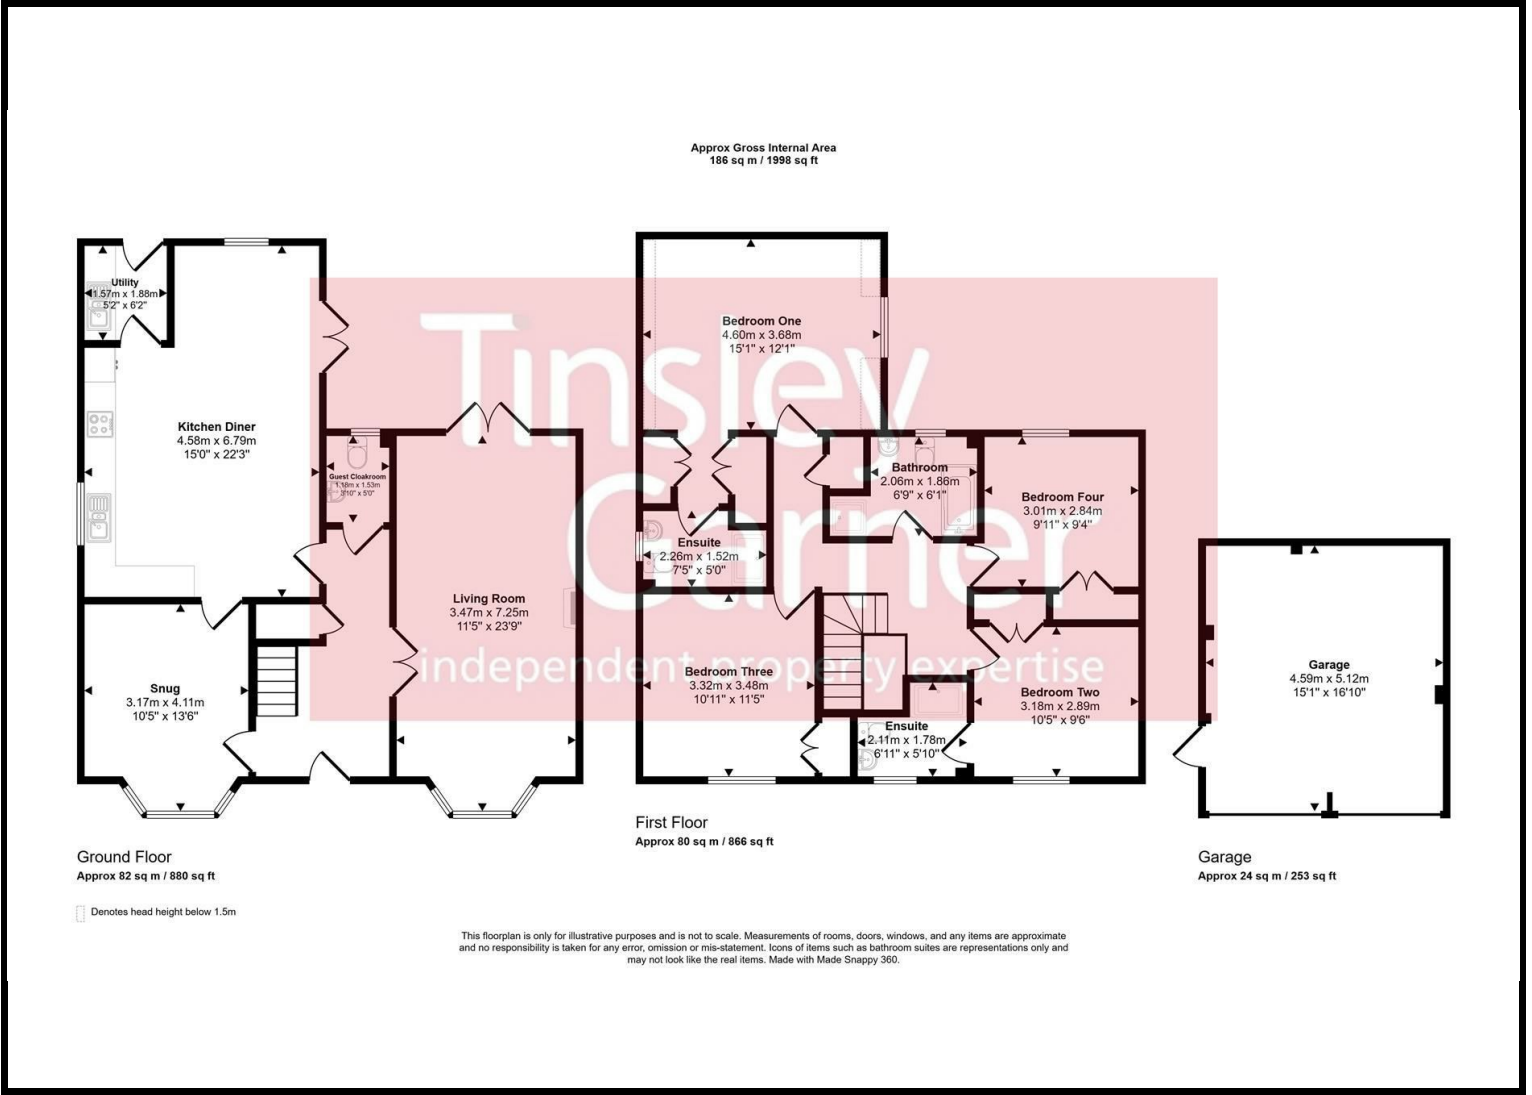 Approx Gross Internal Area
186 sq m / 1998 sq ft
Utility
1.57m x 1.88m
5'2" x 6'2"
Kitchen Diner
4.58m x 6.79m
15'0" x 22'3"
Guest Cloakroom
1.18m x 1.53m
3'10" x 5'0"
Living Room
3.47m x 7.25m
11'5" x 23'9"
Snug
3.17m x 4.11m
10'5" x 13'6"
Ground Floor
Approx 82 sq m / 880 sq ft
Denotes head height below 1.5m
Tinsley
Garner
independent property expertise
Bedroom One
4.60m x 3.68m
15'1" x 12'1"
Bathroom
2.06m x 1.86m
6'9" x 6'1"
Bedroom Four
3.01m x 2.84m
9'11" x 9'4"
Ensuite
2.26m x 1.52m
7'5" x 5'0"
Bedroom Three
3.32m x 3.48m
10'11" x 11'5"
Bedroom Two
3.18m x 2.89m
10'5" x 9'6"
Ensuite
2.11m x 1.78m
6'11" x 5'10"
First Floor
Approx 80 sq m / 866 sq ft
Garage
4.59m x 5.12m
15'1" x 16'10"
Garage
Approx 24 sq m / 253 sq ft
This floorplan is only for illustrative purposes and is not to scale. Measurements of rooms, doors, windows, and any items are approximate
and no responsibility is taken for any error, omission or mis-statement. Icons of items such as bathroom suites are representations only and
may not look like the real items. Made with Made Snappy 360.